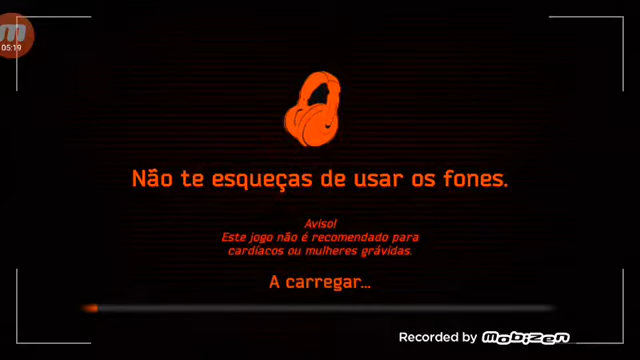 05:19
Não te esqueças de usar os fones.
Aviso!
Este jogo não é recomendado para
cardíacos ou mulheres grávidas.
A carregar...
Recorded by mobizen